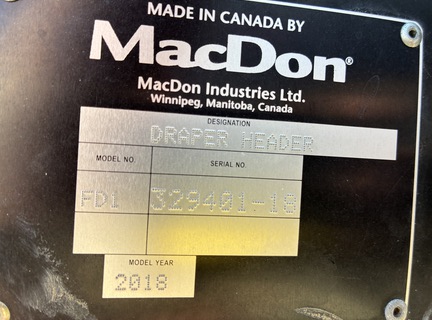 MADE IN CANADA BY
MacDon®
MacDon Industries Ltd.
Winnipeg, Manitoba, Canada
DESIGNATION
DRAPER HEADER
MODEL NO. SERIAL NO.
FD1 329401-18
MODEL YEAR
2018